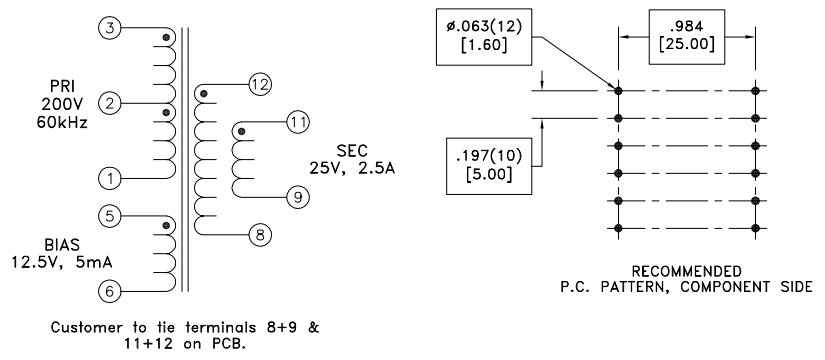 3
PRI
200V
60kHz
2
1
5
BIAS
12.5V, 5mA
6
12
11
SEC
25V, 2.5A
9
8
Customer to tie terminals 8+9 &
11+12 on PCB.
ø.063(12)
[1.60]
.984
[25.00]
.197(10)
[5.00]
RECOMMENDED
P.C. PATTERN, COMPONENT SIDE